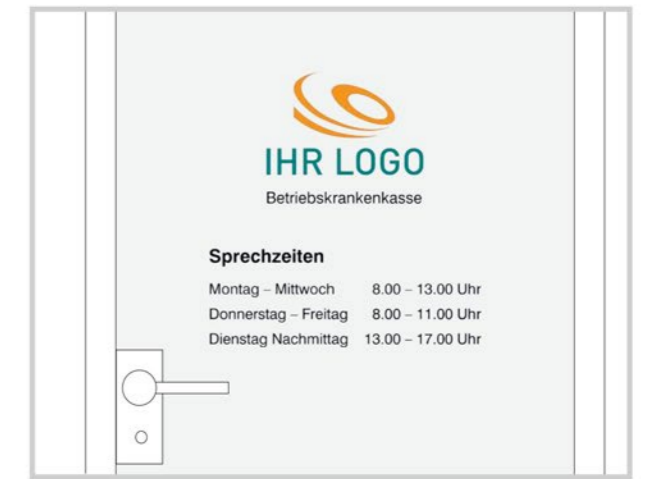 IHR LOGO
Betriebskrankenkasse
Sprechzeiten
Montag – Mittwoch 8.00 – 13.00 Uhr
Donnerstag – Freitag 8.00 – 11.00 Uhr
Dienstag Nachmittag 13.00 – 17.00 Uhr